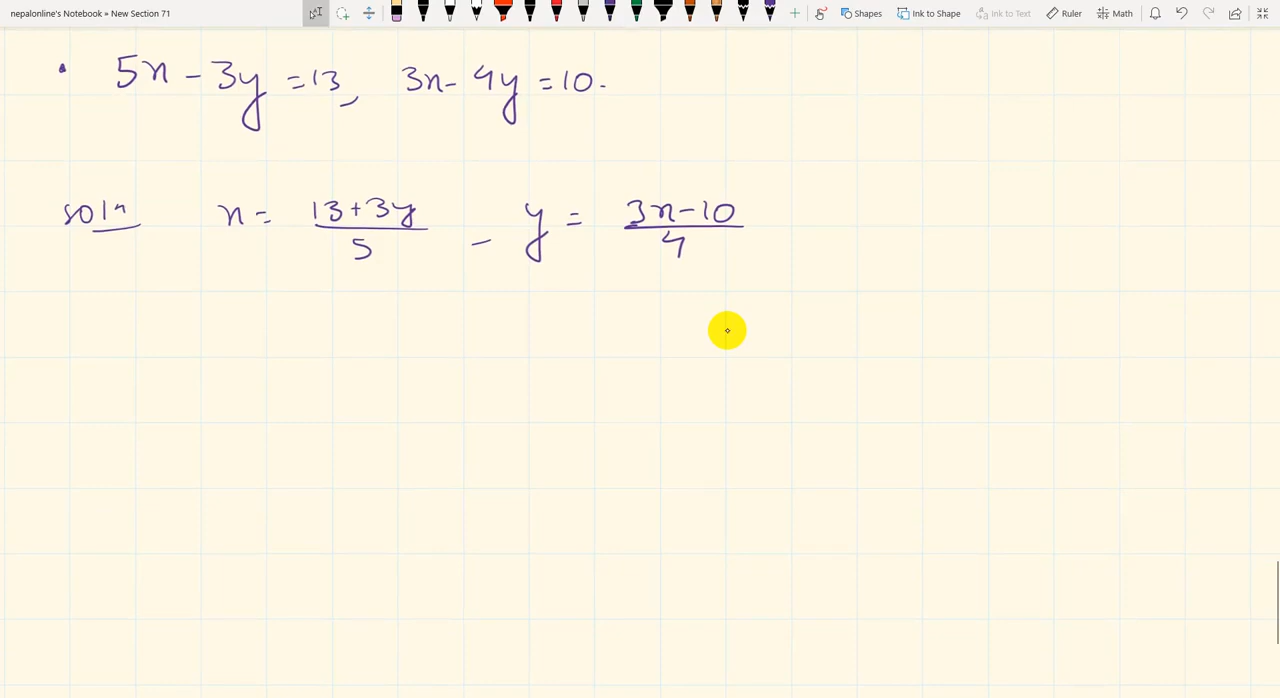 nepalonline's Notebook » New Section 71
Shapes Ink to Shape Ink to Text Ruler Math
• 5x - 3y = 13, 3x - 4y = 10.
soln x = (13+3y)/5 - y = (3x-10)/4